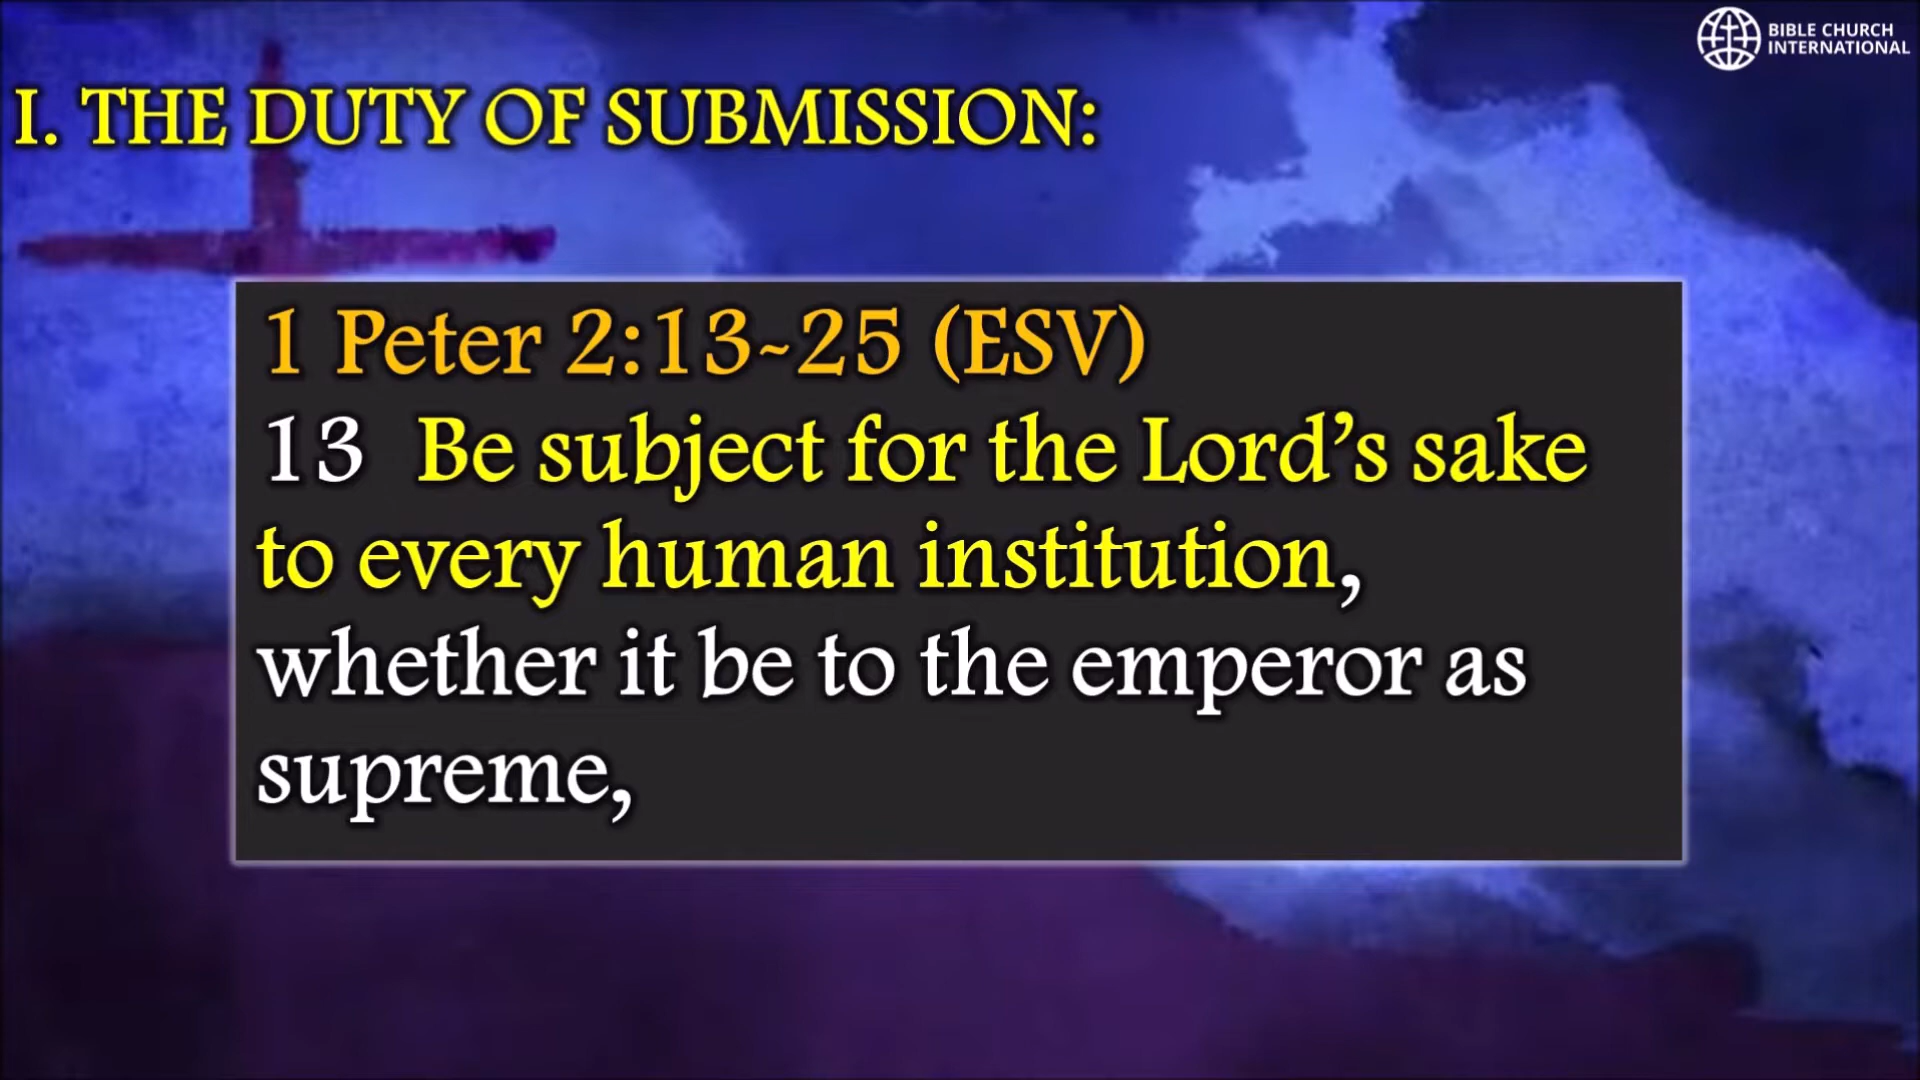 BIBLE CHURCH
INTERNATIONAL
I. THE DUTY OF SUBMISSION:
1 Peter 2:13~25 (ESV)
13 Be subject for the Lord’s sake
to every human institution,
whether it be to the emperor as
supreme,